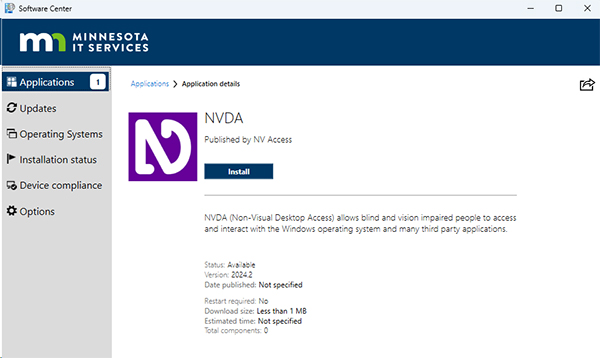 Software Center
MINNESOTA
IT SERVICES
Applications 1
Updates
Operating Systems
Installation status
Device compliance
Options
Applications > Application details
NVDA
Published by NV Access
Install
NVDA (Non-Visual Desktop Access) allows blind and vision impaired people to access
and interact with the Windows operating system and many third party applications.
Status: Available
Version: 2024.2
Date published: Not specified
Restart required: No
Download size: Less than 1 MB
Estimated time: Not specified
Total components: 0